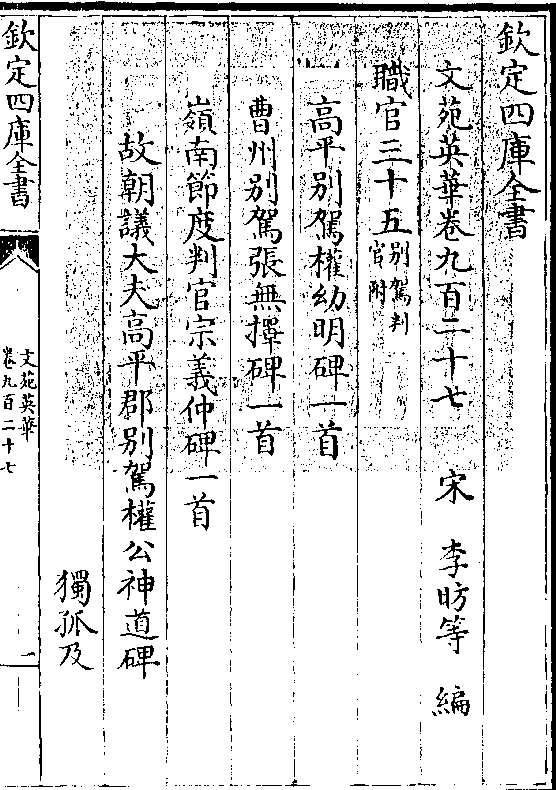 欽定四庫全書
文苑英華卷九百二十七　宋　李昉等　編
職官三十五別駕判官附
高平別駕權幼明碑一首
曹州別駕張無擇碑一首
嶺南節度判官宗義仲碑一首
故朝議大夫高平郡別駕權公神道碑
獨孤及
欽定四庫全書
文苑英華
卷九百二十七
一